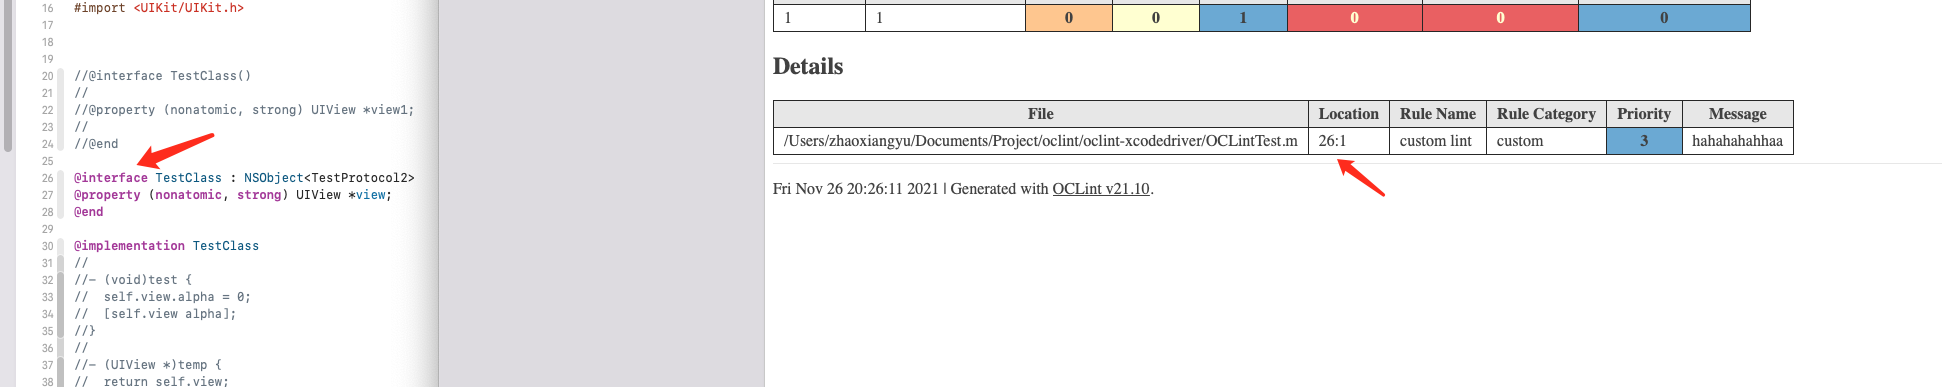 16 #import <UIKit/UIKit.h>
17
18
19
20 //@interface TestClass()
21 //
22 //@property (nonatomic, strong) UIView *view1;
23 //
24 //@end
25
26 @interface TestClass : NSObject<TestProtocol2>
27 @property (nonatomic, strong) UIView *view;
28 @end
29
30 @implementation TestClass
31 //
32 //- (void)test {
33 //  self.view.alpha = 0;
34 //  [self.view alpha];
35 //}
36 //
37 //- (UIView *)temp {
38 //  return self.view;
1 1 0 0 1 0 0 0
Details
File Location Rule Name Rule Category Priority Message
/Users/zhaoxiangyu/Documents/Project/oclint/oclint-xcodedriver/OCLintTest.m 26:1 custom lint custom 3 hahahahahhaa
Fri Nov 26 20:26:11 2021 | Generated with OCLint v21.10.